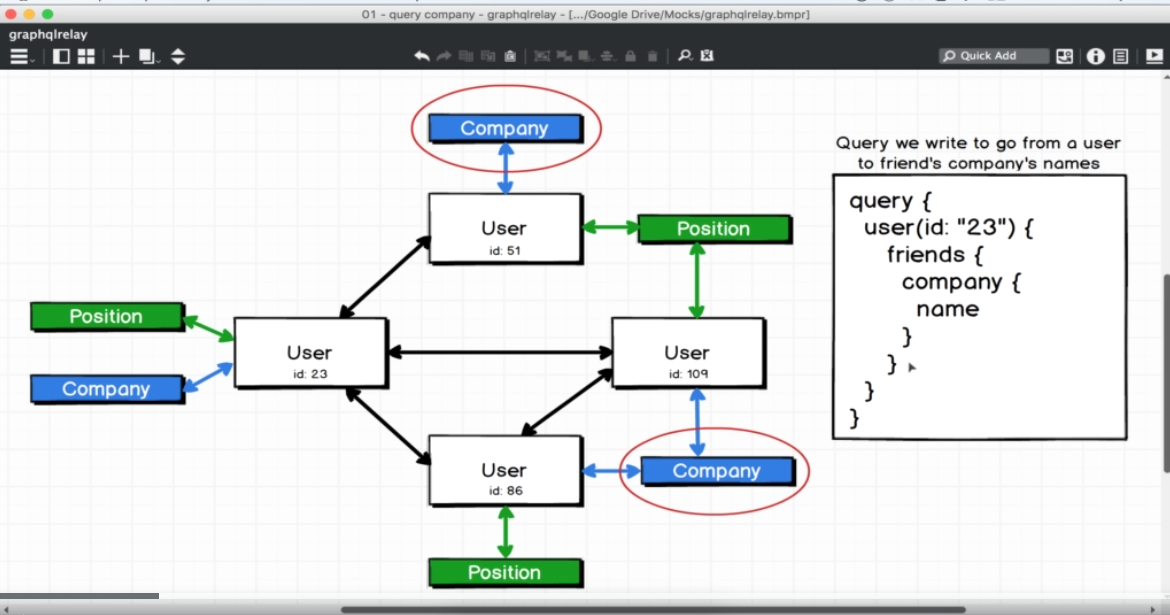 01 - query company - graphqlrelay - [.../Google Drive/Mocks/graphqlrelay.bmpr]
graphqlrelay
Quick Add
Company
Query we write to go from a user
to friend's company's names
User
id: 51
Position
query {
user(id: "23") {
friends {
company {
name
}
}
}
}
Position
Company
User
id: 23
User
id: 109
User
id: 86
Company
Position